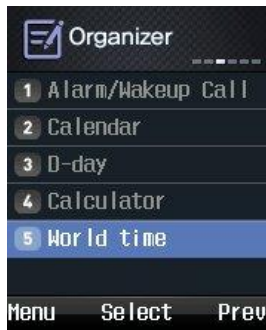 Organizer
1 Alarm/Wakeup Call
2 Calendar
3 D-day
4 Calculator
5 World time
Menu Select Prev